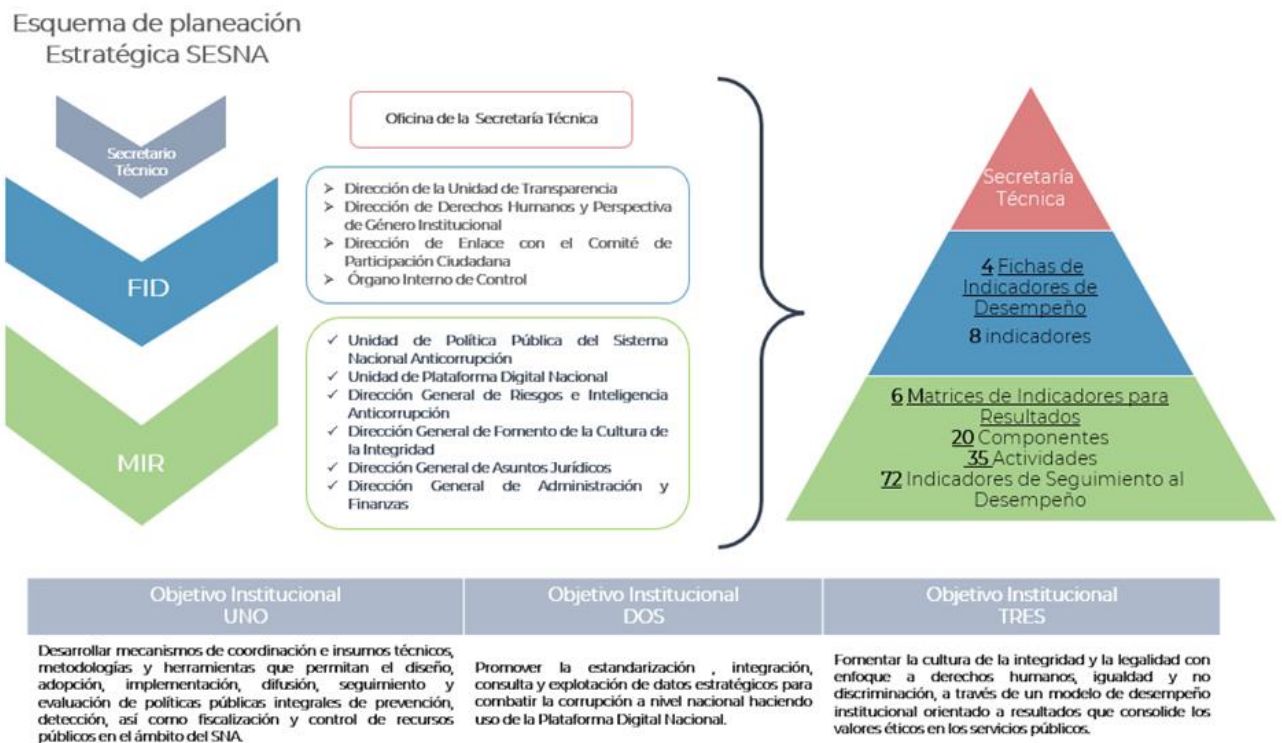 Esquema de planeación
Estratégica SESNA
Secretario
Técnico
FID
MIR
Oficina de la Secretaría Técnica
➢ Dirección de la Unidad de Transparencia
➢ Dirección de Derechos Humanos y Perspectiva
de Género Institucional
➢ Dirección de Enlace con el Comité de
Participación Ciudadana
➢ Órgano Interno de Control
✓ Unidad de Política Pública del Sistema
Nacional Anticorrupción
✓ Unidad de Plataforma Digital Nacional
✓ Dirección General de Riesgos e Inteligencia
Anticorrupción
✓ Dirección General de Fomento de la Cultura de
la Integridad
✓ Dirección General de Asuntos Jurídicos
✓ Dirección General de Administración y
Finanzas
Secretaría
Técnica
4 Fichas de
Indicadores de
Desempeño
8 indicadores
6 Matrices de Indicadores para
Resultados
20 Componentes
35 Actividades
72 Indicadores de Seguimiento al
Desempeño
Objetivo Institucional
UNO
Desarrollar mecanismos de coordinación e insumos técnicos,
metodologías y herramientas que permitan el diseño,
adopción, implementación, difusión, seguimiento y
evaluación de políticas públicas integrales de prevención,
detección, así como fiscalización y control de recursos
públicos en el ámbito del SNA.
Objetivo Institucional
DOS
Promover la estandarización , integración,
consulta y explotación de datos estratégicos para
combatir la corrupción a nivel nacional haciendo
uso de la Plataforma Digital Nacional.
Objetivo Institucional
TRES
Fomentar la cultura de la integridad y la legalidad con
enfoque a derechos humanos, igualdad y no
discriminación, a través de un modelo de desempeño
institucional orientado a resultados que consolide los
valores éticos en los servicios públicos.